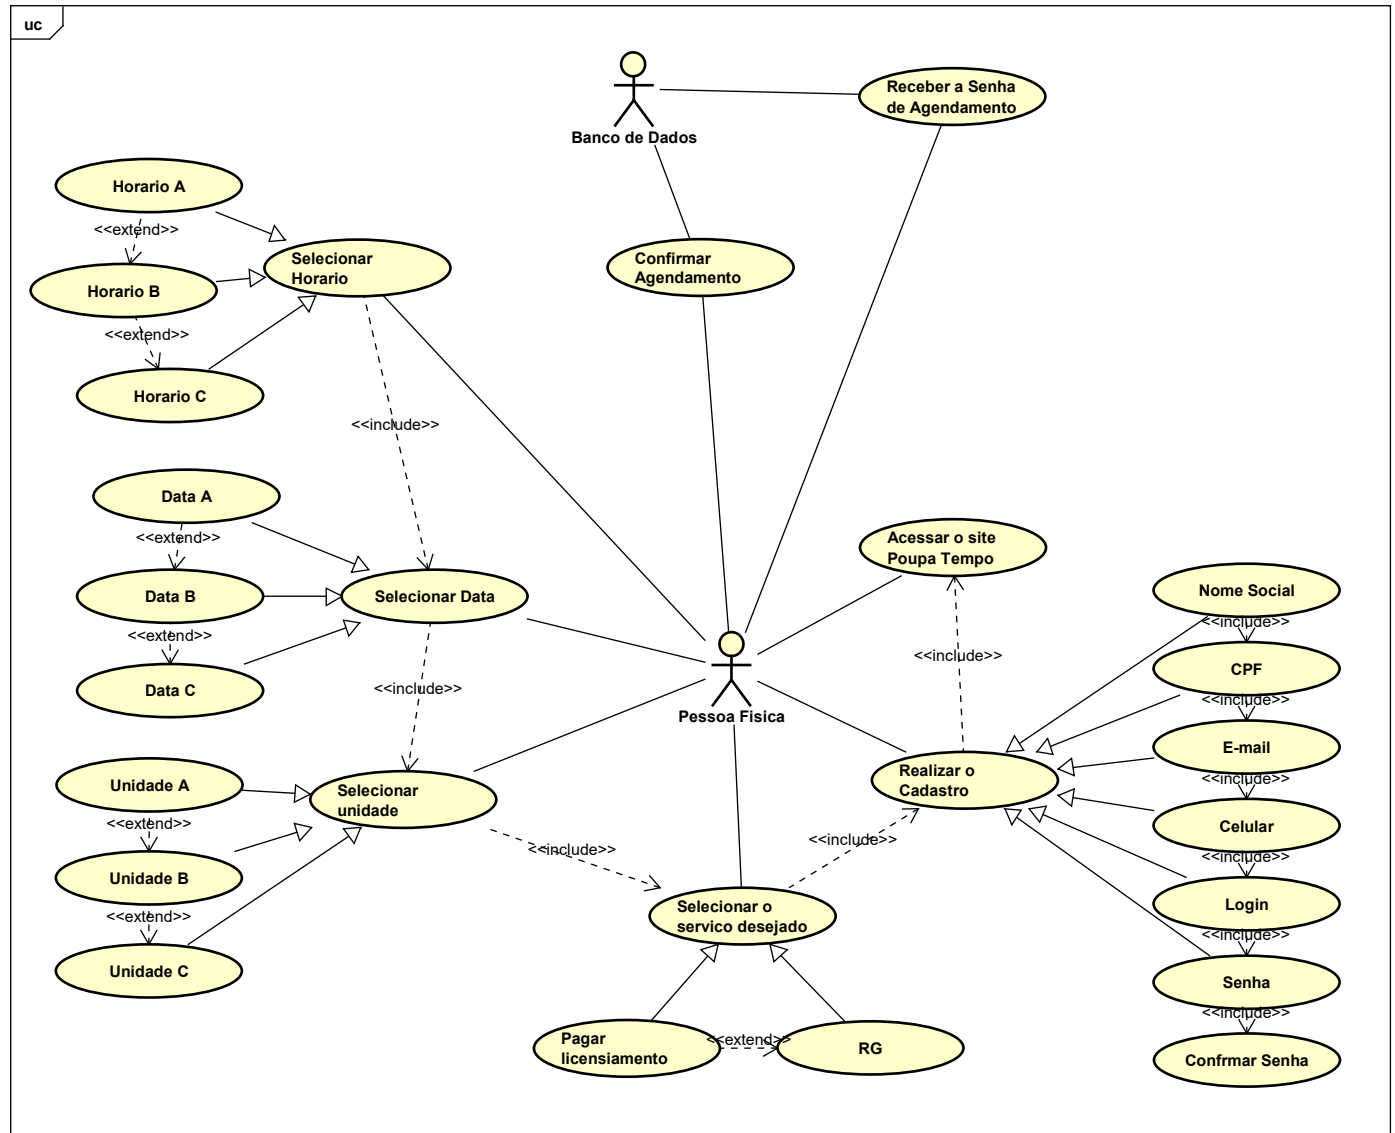 uc
Banco de Dados
Receber a Senha
de Agendamento
Horario A
<<extend>>
Horario B
<<extend>>
Horario C
Selecionar
Horario
Confirmar
Agendamento
<<include>>
Data A
<<extend>>
Data B
<<extend>>
Data C
Selecionar Data
<<include>>
Acessar o site
Poupa Tempo
<<include>>
Pessoa Fisica
Nome Social
<<include>>
CPF
<<include>>
E-mail
<<include>>
Celular
<<include>>
Login
<<include>>
Senha
<<include>>
Confrmar Senha
Realizar o
Cadastro
<<include>>
Unidade A
<<extend>>
Unidade B
<<extend>>
Unidade C
Selecionar
unidade
<<include>>
Selecionar o
servico desejado
Pagar
licensiamento
<<extend>>
RG